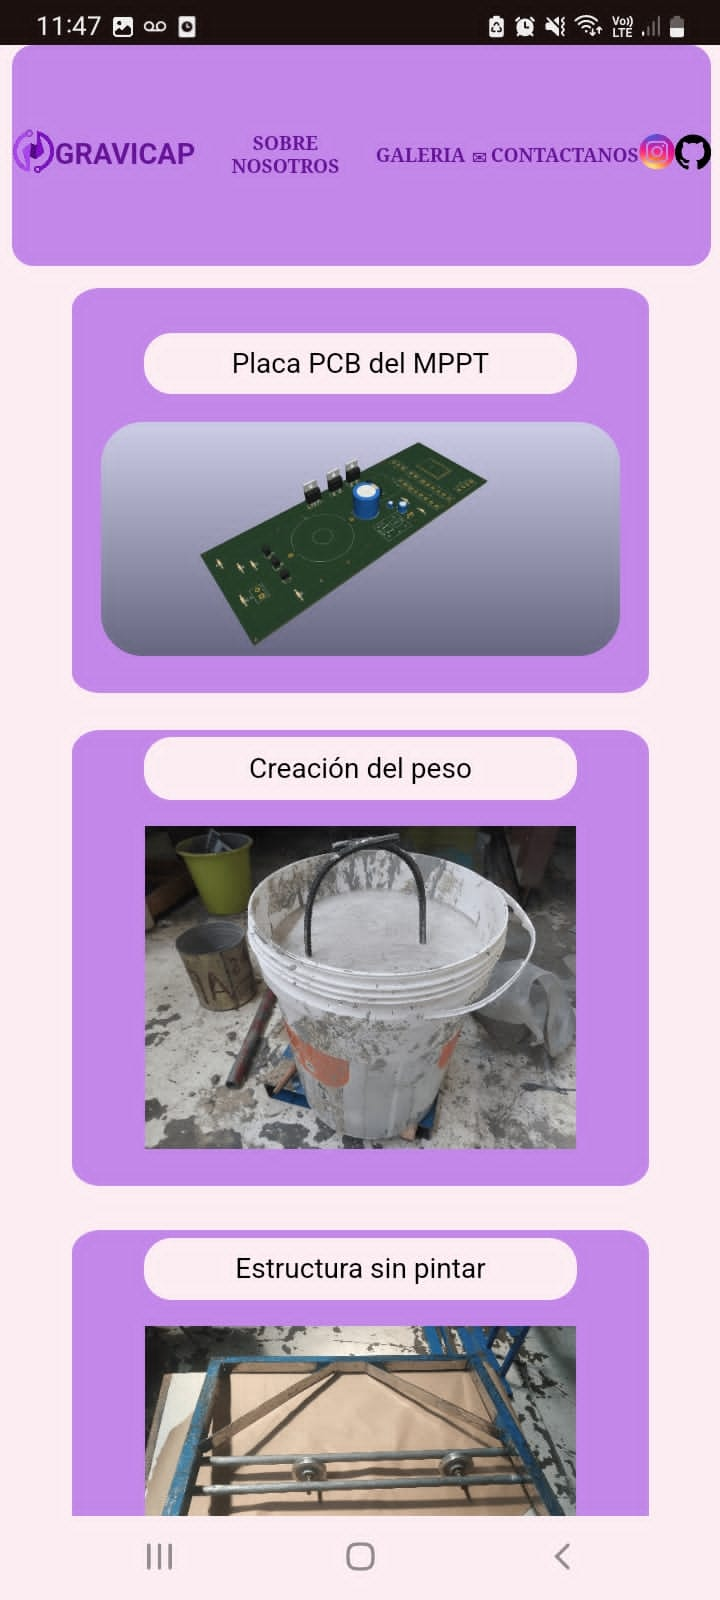 11:47
Vo))
LTE
GRAVICAP
SOBRE
NOSOTROS
GALERIA
✉ CONTACTANOS
Placa PCB del MPPT
Creación del peso
Estructura sin pintar